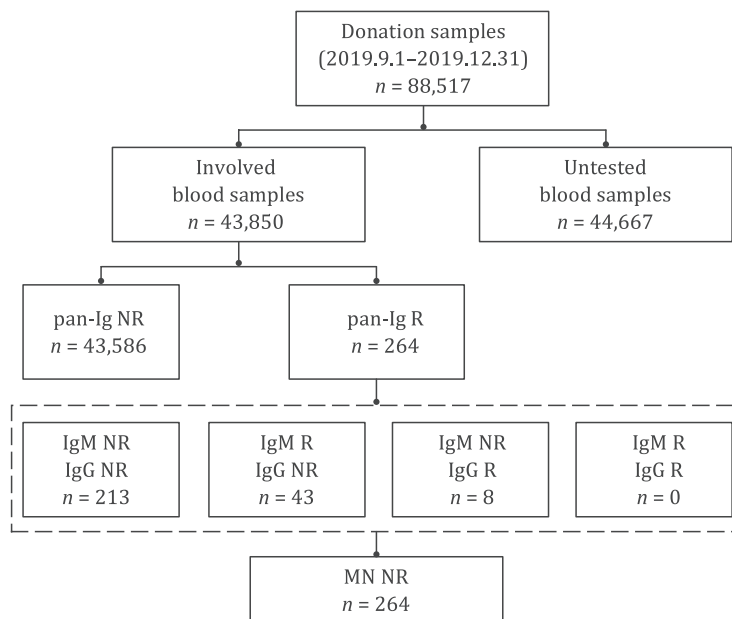 Donation samples
(2019.9.1–2019.12.31)
n = 88,517
Involved
blood samples
n = 43,850
Untested
blood samples
n = 44,667
pan-Ig NR
n = 43,586
pan-Ig R
n = 264
IgM NR
IgG NR
n = 213
IgM R
IgG NR
n = 43
IgM NR
IgG R
n = 8
IgM R
IgG R
n = 0
MN NR
n = 264